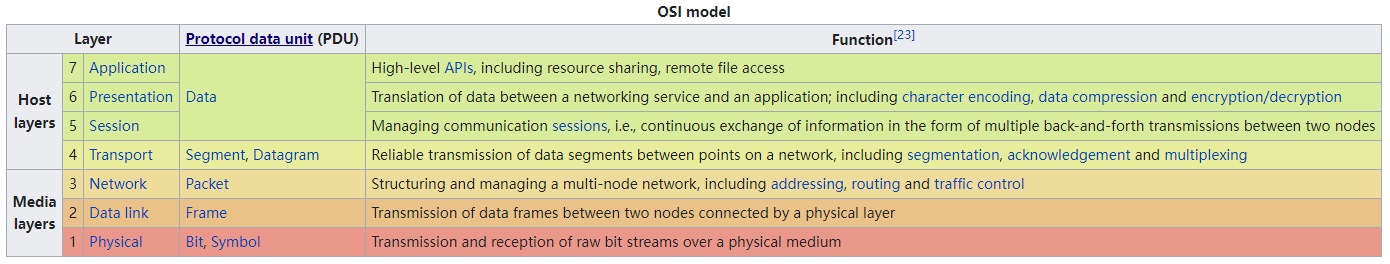 OSI model
Layer Protocol data unit (PDU) Function[23]
Host layers
7 Application Data High-level APIs, including resource sharing, remote file access
6 Presentation Translation of data between a networking service and an application; including character encoding, data compression and encryption/decryption
5 Session Managing communication sessions, i.e., continuous exchange of information in the form of multiple back-and-forth transmissions between two nodes
4 Transport Segment, Datagram Reliable transmission of data segments between points on a network, including segmentation, acknowledgement and multiplexing
Media layers
3 Network Packet Structuring and managing a multi-node network, including addressing, routing and traffic control
2 Data link Frame Transmission of data frames between two nodes connected by a physical layer
1 Physical Bit, Symbol Transmission and reception of raw bit streams over a physical medium